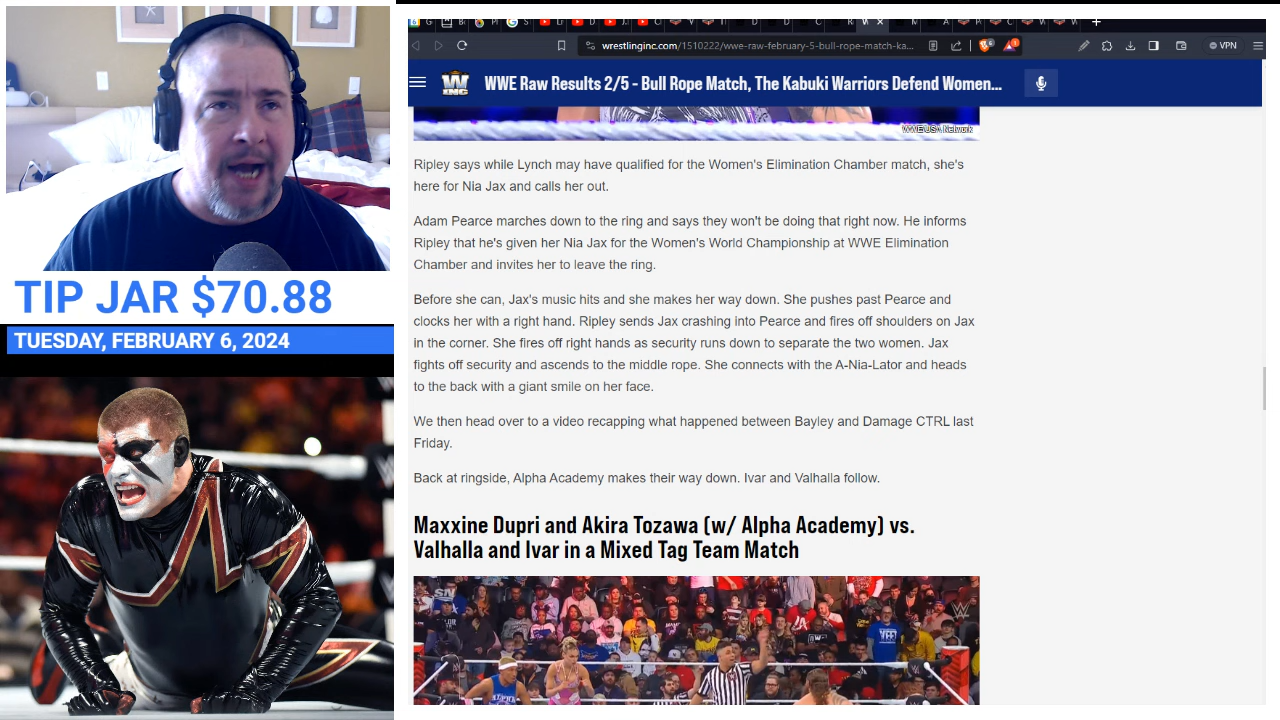 TIP JAR $70.88
TUESDAY, FEBRUARY 6, 2024
wrestlinginc.com/1510222/wwe-raw-february-5-bull-rope-match-ka...
VPN
W
ING
WWE Raw Results 2/5 - Bull Rope Match, The Kabuki Warriors Defend Women...
Ripley says while Lynch may have qualified for the Women's Elimination Chamber match, she's
here for Nia Jax and calls her out.
Adam Pearce marches down to the ring and says they won't be doing that right now. He informs
Ripley that he's given her Nia Jax for the Women's World Championship at WWE Elimination
Chamber and invites her to leave the ring.
Before she can, Jax's music hits and she makes her way down. She pushes past Pearce and
clocks her with a right hand. Ripley sends Jax crashing into Pearce and fires off shoulders on Jax
in the corner. She fires off right hands as security runs down to separate the two women. Jax
fights off security and ascends to the middle rope. She connects with the A-Nia-Lator and heads
to the back with a giant smile on her face.
We then head over to a video recapping what happened between Bayley and Damage CTRL last
Friday.
Back at ringside, Alpha Academy makes their way down. Ivar and Valhalla follow.
Maxxine Dupri and Akira Tozawa (w/ Alpha Academy) vs.
Valhalla and Ivar in a Mixed Tag Team Match